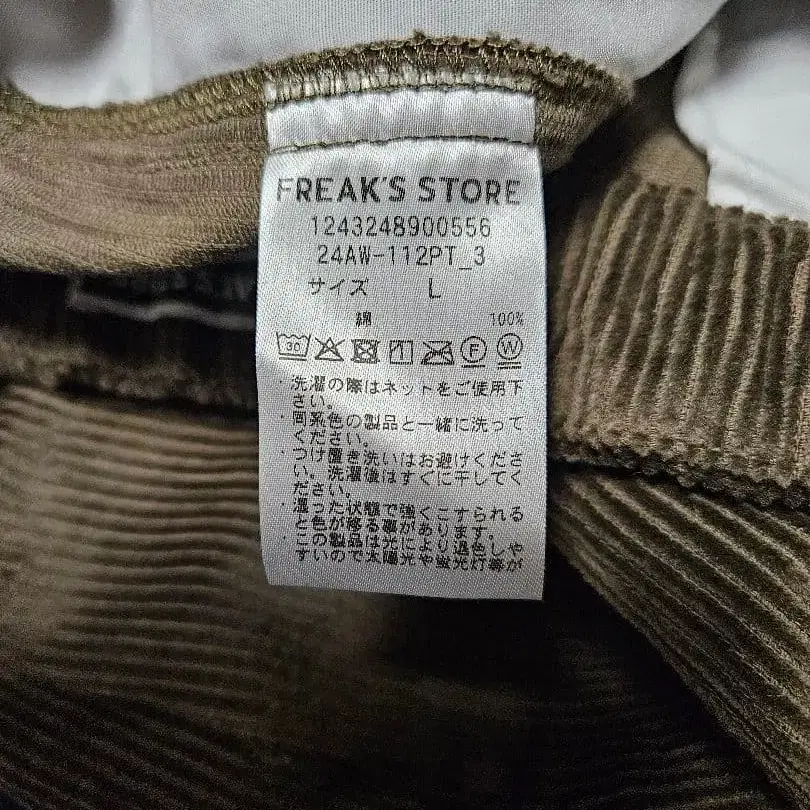 FREAK'S STORE
1243248900556
24AW-112PT_3
サイズ L
綿 100%
30 F W
・洗濯の際はネットをご使用下
さい。
・同系色の製品と一緒に洗って
ください。
・つけ置き洗いはお避けくださ
い。洗濯後はすぐに干してく
ださい。
・湿った状態で強くこすられる
と色が移る事があります。
・この製品は光により退色しや
すいので太陽光や蛍光灯等が